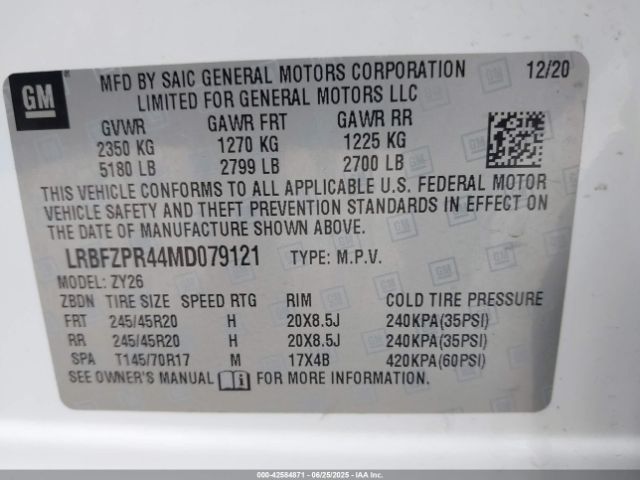 GM
MFD BY SAIC GENERAL MOTORS CORPORATION 12/20
LIMITED FOR GENERAL MOTORS LLC
GVWR GAWR FRT GAWR RR
2350 KG 1270 KG 1225 KG
5180 LB 2799 LB 2700 LB
THIS VEHICLE CONFORMS TO ALL APPLICABLE U.S. FEDERAL MOTOR
VEHICLE SAFETY AND THEFT PREVENTION STANDARDS IN EFFECT ON
THE DATE OF MANUFACTURE SHOWN ABOVE.
LRBFZPR44MD079121 TYPE: M.P.V.
MODEL: ZY26
ZBDN TIRE SIZE SPEED RTG RIM COLD TIRE PRESSURE
FRT 245/45R20 H 20X8.5J 240KPA(35PSI)
RR 245/45R20 H 20X8.5J 240KPA(35PSI)
SPA T145/70R17 M 17X4B 420KPA(60PSI)
SEE OWNER'S MANUAL FOR MORE INFORMATION
000-42584871 - 06/25/2025 - IAAI.COM